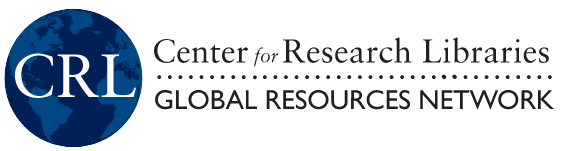 CRL
Center for Research Libraries
GLOBAL RESOURCES NETWORK